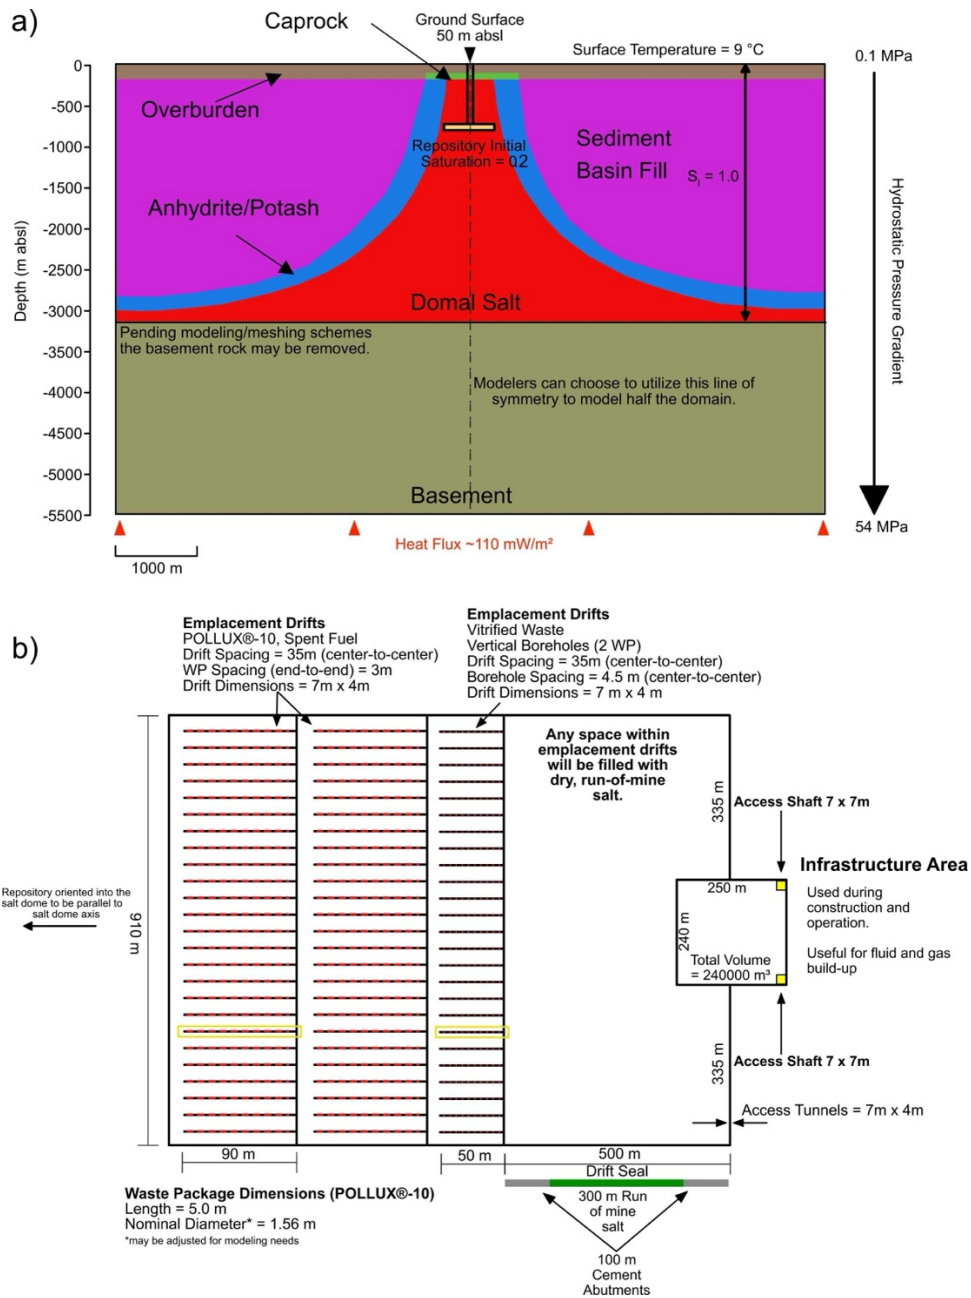 a)
Caprock
Ground Surface
50 m absl
Surface Temperature = 9 °C
0.1 MPa
0
-500
-1000
-1500
-2000
-2500
-3000
-3500
-4000
-4500
-5000
-5500
Depth (m absl)
Overburden
Repository Initial
Saturation = 0.2
Sediment
Basin Fill
Sl = 1.0
Anhydrite/Potash
Hydrostatic Pressure Gradient
Domal Salt
Pending modeling/meshing schemes
the basement rock may be removed.
Modelers can choose to utilize this line of
symmetry to model half the domain.
Basement
54 MPa
Heat Flux ~110 mW/m²
1000 m
b)
Emplacement Drifts
POLLUX®-10, Spent Fuel
Drift Spacing = 35m (center-to-center)
WP Spacing (end-to-end) = 3m
Drift Dimensions = 7m x 4m
Emplacement Drifts
Vitrified Waste
Vertical Boreholes (2 WP)
Drift Spacing = 35m (center-to-center)
Borehole Spacing = 4.5 m (center-to-center)
Drift Dimensions = 7 m x 4 m
Any space within
emplacement drifts
will be filled with
dry, run-of-mine
salt.
335 m
Access Shaft 7 x 7m
Infrastructure Area
Used during
construction and
operation.
Useful for fluid and gas
build-up
250 m
240 m
Total Volume
= 240000 m³
Repository oriented into the
salt dome to be parallel to
salt dome axis
910 m
335 m
Access Shaft 7 x 7m
Access Tunnels = 7m x 4m
90 m
50 m
500 m
Drift Seal
300 m Run
of mine
salt
100 m
Cement
Abutments
Waste Package Dimensions (POLLUX®-10)
Length = 5.0 m
Nominal Diameter* = 1.56 m
*may be adjusted for modeling needs